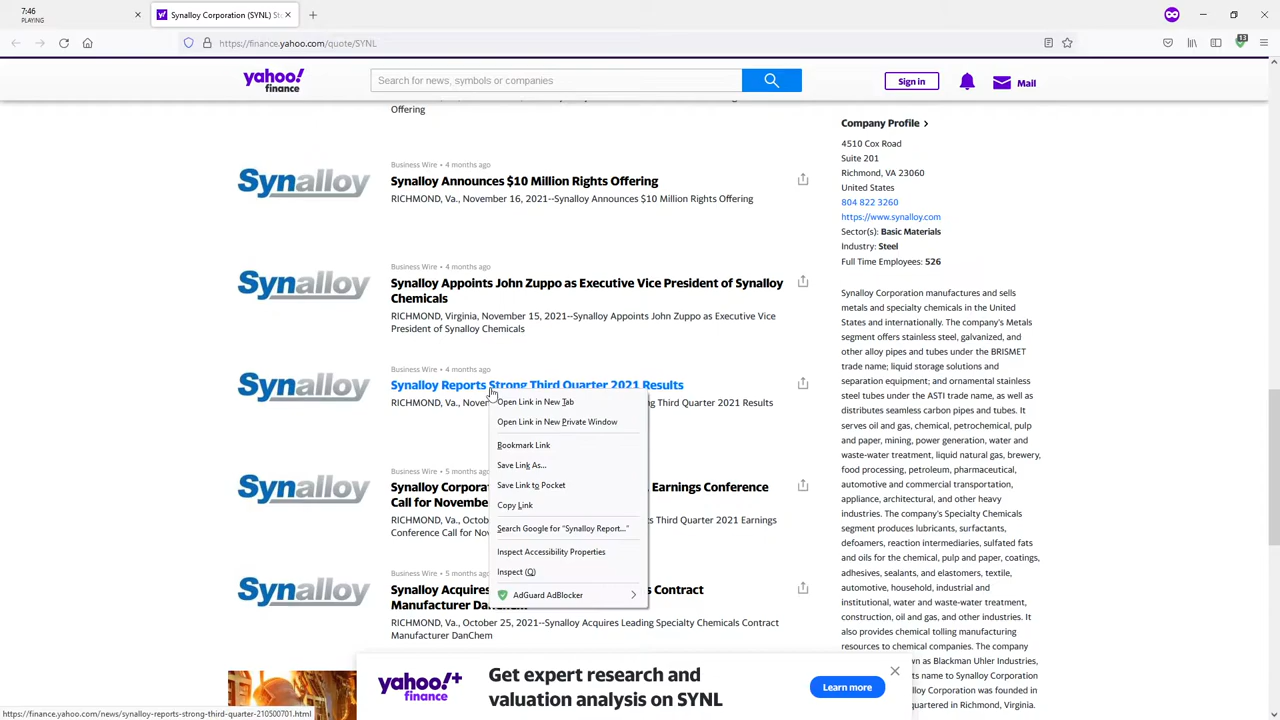 7:46
PLAYING
Synalloy Corporation (SYNL) St
https://finance.yahoo.com/quote/SYNL
13
yahoo!
finance
Search for news, symbols or companies
Sign in
Mail
Offering
Business Wire • 4 months ago
Synalloy
Synalloy Announces $10 Million Rights Offering
RICHMOND, Va., November 16, 2021--Synalloy Announces $10 Million Rights Offering
Business Wire • 4 months ago
Synalloy
Synalloy Appoints John Zuppo as Executive Vice President of Synalloy
Chemicals
RICHMOND, Virginia, November 15, 2021--Synalloy Appoints John Zuppo as Executive Vice
President of Synalloy Chemicals
Business Wire • 4 months ago
Synalloy
Synalloy Reports Strong Third Quarter 2021 Results
RICHMOND, Va., Noven ng Third Quarter 2021 Results
Open Link in New Tab
Open Link in New Private Window
Bookmark Link
Save Link As...
Save Link to Pocket
Copy Link
Search Google for "Synalloy Report..."
Inspect Accessibility Properties
Inspect (Q)
AdGuard AdBlocker
Business Wire • 5 months ago
Synalloy
Synalloy Corpora Earnings Conference
Call for Novembe
RICHMOND, Va., Octob ts Third Quarter 2021 Earnings
Conference Call for Nov
Business Wire • 5 months ago
Synalloy
Synalloy Acquires s Contract
Manufacturer DanChem
RICHMOND, Va., October 25, 2021--Synalloy Acquires Leading Specialty Chemicals Contract
Manufacturer DanChem
Company Profile
4510 Cox Road
Suite 201
Richmond, VA 23060
United States
804 822 3260
https://www.synalloy.com
Sector(s): Basic Materials
Industry: Steel
Full Time Employees: 526
Synalloy Corporation manufactures and sells
metals and specialty chemicals in the United
States and internationally. The company's Metals
segment offers stainless steel, galvanized, and
other alloy pipes and tubes under the BRISMET
trade name; liquid storage solutions and
separation equipment; and ornamental stainless
steel tubes under the ASTI trade name, as well as
distributes seamless carbon pipes and tubes. It
serves oil and gas, chemical, petrochemical, pulp
and paper, mining, power generation, water and
waste-water treatment, liquid natural gas, brewery,
food processing, petroleum, pharmaceutical,
automotive and commercial transportation,
appliance, architectural, and other heavy
industries. The company's Specialty Chemicals
segment produces lubricants, surfactants,
defoamers, reaction intermediaries, sulfated fats
and oils for the chemical, pulp and paper, coatings,
adhesives, sealants, and elastomers, textile,
automotive, household, industrial and
institutional, water and waste-water treatment,
construction, oil and gas, and other industries. It
also provides chemical tolling manufacturing
resources to chemical companies. The company
wn as Blackman Uhler Industries,
ts name to Synalloy Corporation
lloy Corporation was founded in
quartered in Richmond, Virginia.
yahoo!+
finance
Get expert research and
valuation analysis on SYNL
Learn more
https://finance.yahoo.com/news/synalloy-reports-strong-third-quarter-210500701.html